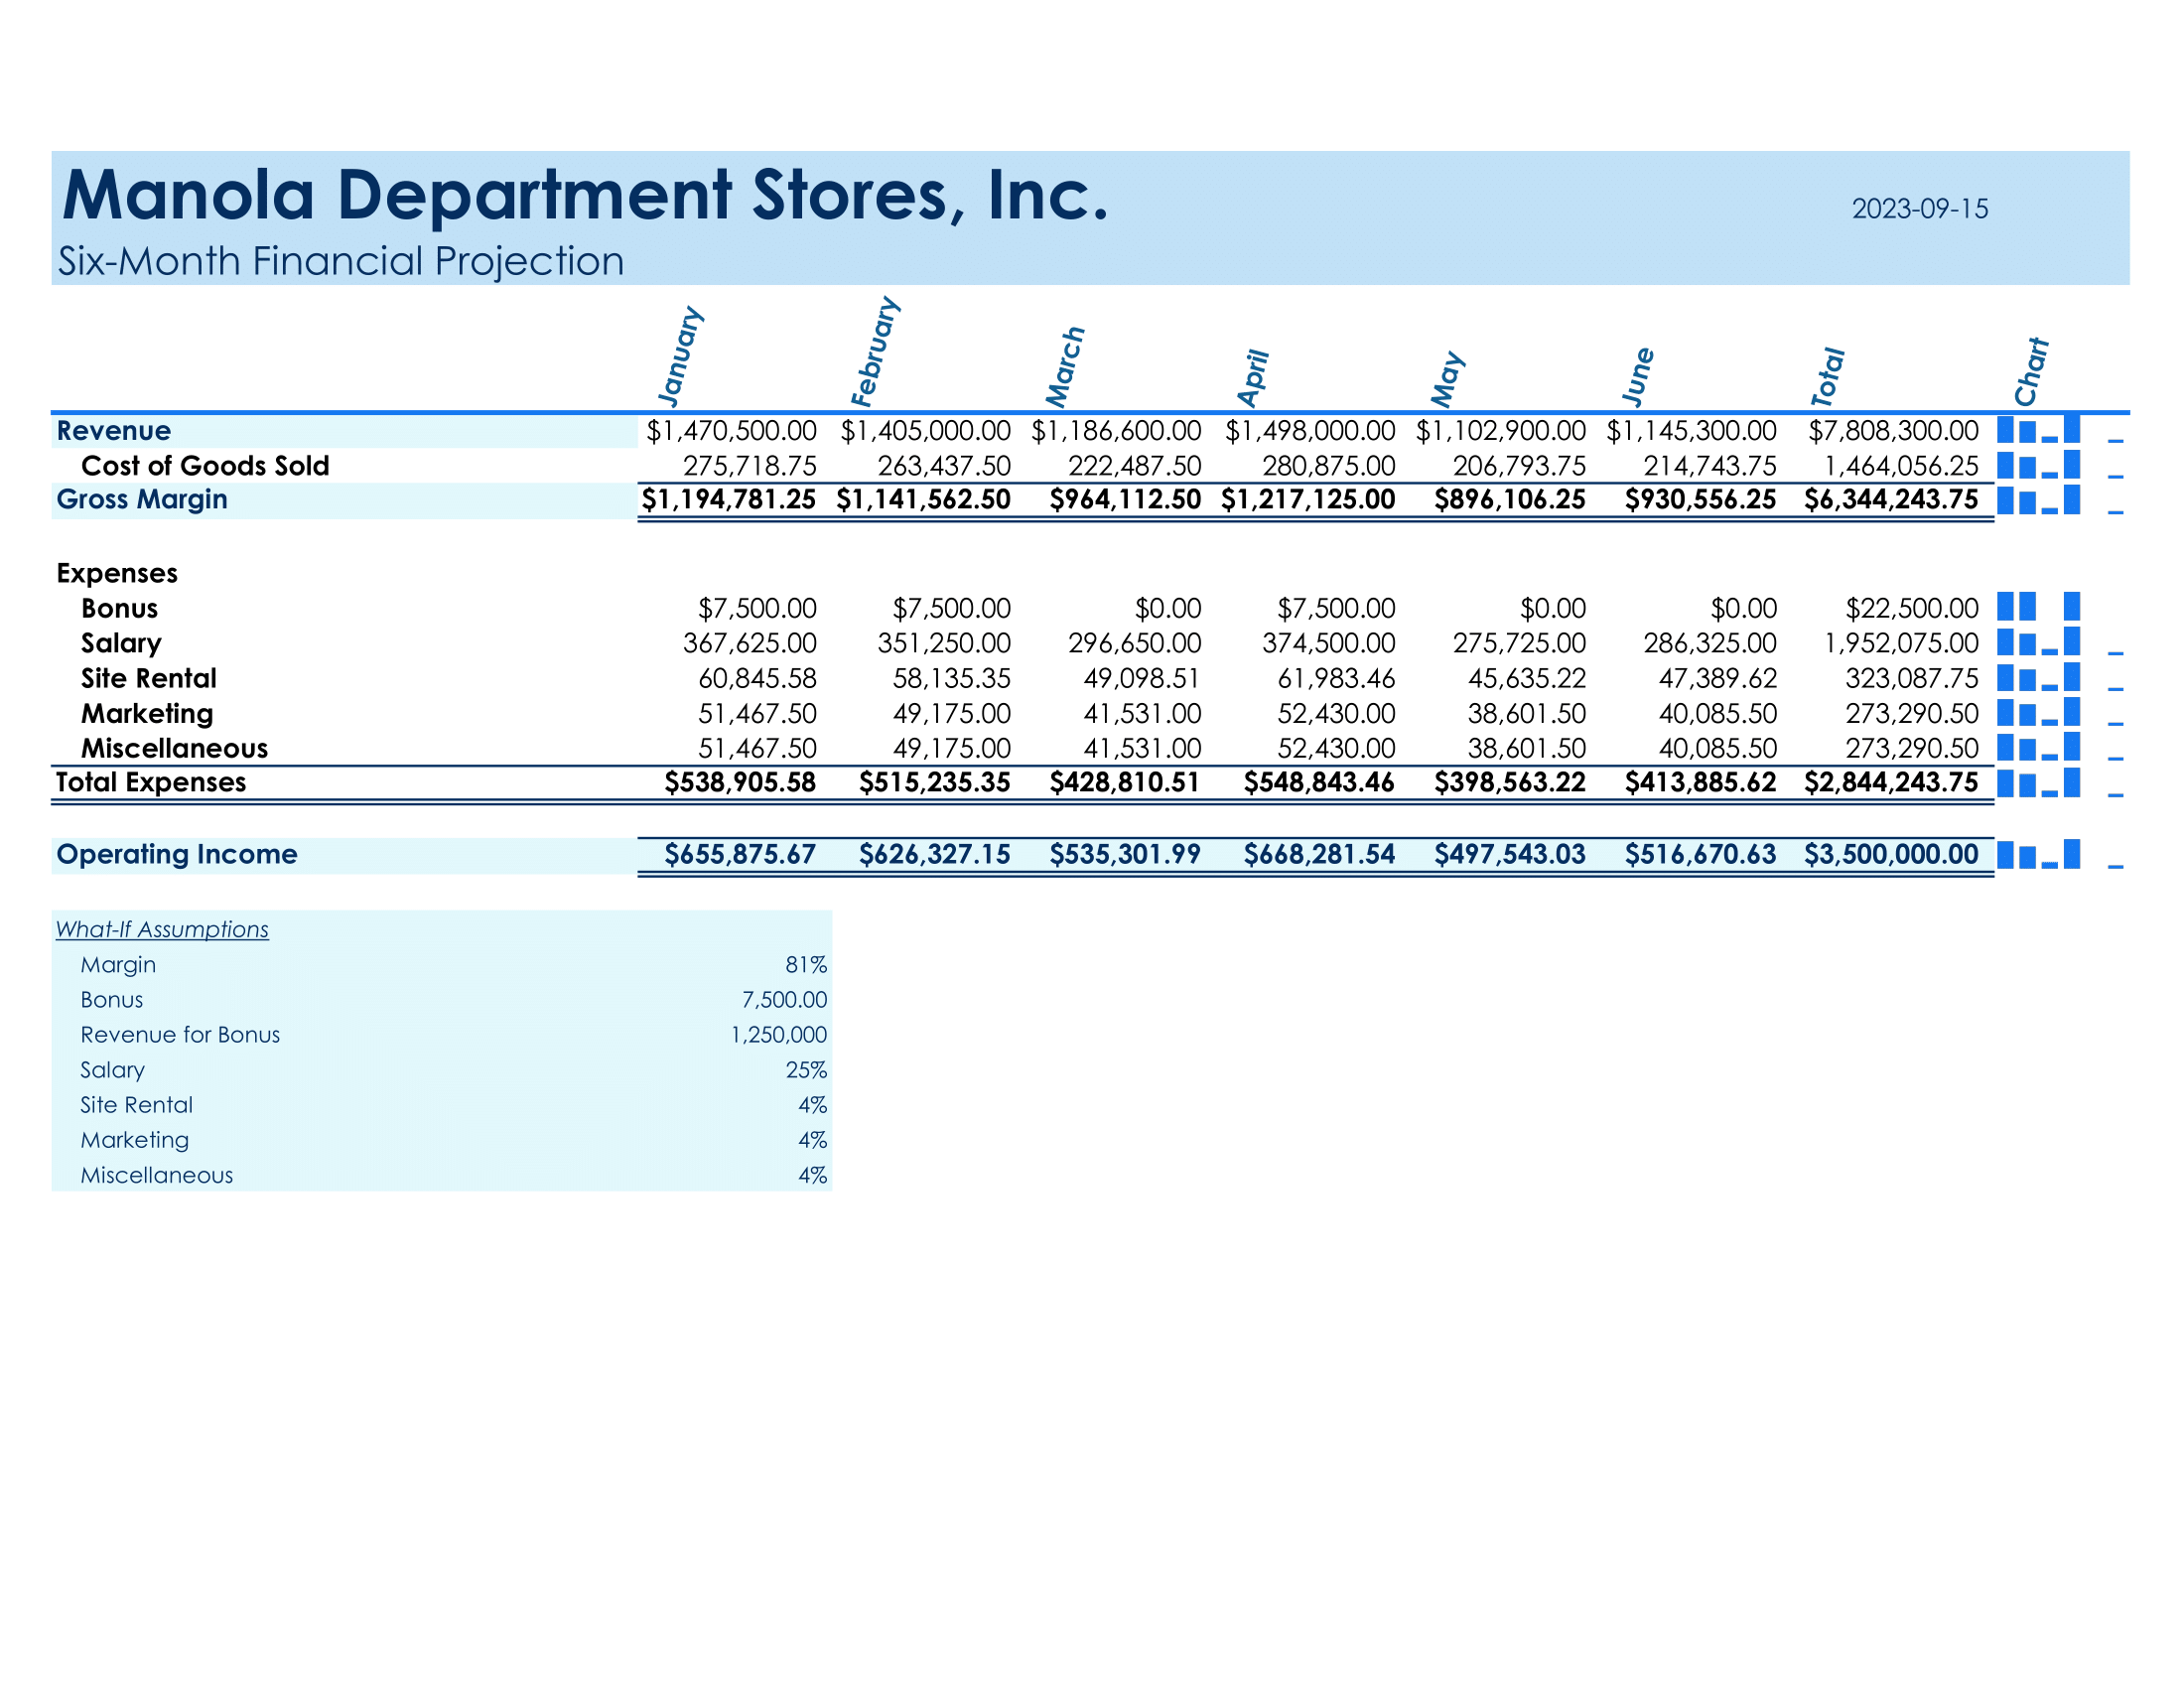 Manola Department Stores, Inc.
2023-09-15
Six-Month Financial Projection
January February March April May June Total Chart
Revenue $1,470,500.00 $1,405,000.00 $1,186,600.00 $1,498,000.00 $1,102,900.00 $1,145,300.00 $7,808,300.00
Cost of Goods Sold 275,718.75 263,437.50 222,487.50 280,875.00 206,793.75 214,743.75 1,464,056.25
Gross Margin $1,194,781.25 $1,141,562.50 $964,112.50 $1,217,125.00 $896,106.25 $930,556.25 $6,344,243.75
Expenses
Bonus $7,500.00 $7,500.00 $0.00 $7,500.00 $0.00 $0.00 $22,500.00
Salary 367,625.00 351,250.00 296,650.00 374,500.00 275,725.00 286,325.00 1,952,075.00
Site Rental 60,845.58 58,135.35 49,098.51 61,983.46 45,635.22 47,389.62 323,087.75
Marketing 51,467.50 49,175.00 41,531.00 52,430.00 38,601.50 40,085.50 273,290.50
Miscellaneous 51,467.50 49,175.00 41,531.00 52,430.00 38,601.50 40,085.50 273,290.50
Total Expenses $538,905.58 $515,235.35 $428,810.51 $548,843.46 $398,563.22 $413,885.62 $2,844,243.75
Operating Income $655,875.67 $626,327.15 $535,301.99 $668,281.54 $497,543.03 $516,670.63 $3,500,000.00
What-If Assumptions
Margin 81%
Bonus 7,500.00
Revenue for Bonus 1,250,000
Salary 25%
Site Rental 4%
Marketing 4%
Miscellaneous 4%